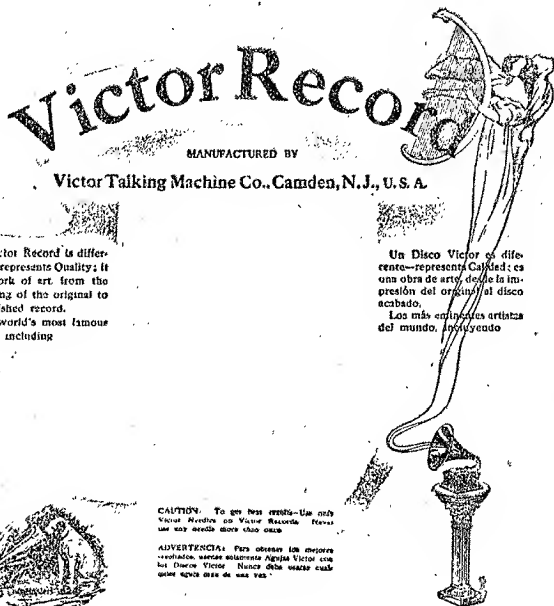 Victor Record
MANUFACTURED BY
Victor Talking Machine Co., Camden, N.J., U.S.A.
ctor Record is differ-
represents Quality; it
ork of art from the
ng of the original to
shed record.
world's most famous
including
Un Disco Victor es dife-
rente—representa Calidad; es
una obra de arte, desde la im-
presión del original al disco
acabado.
Los más eminentes artistas
del mundo, incluyendo
CAUTION: To get best results—Use only
Victor Needles on Victor Records. Never
use any needle more than once
ADVERTENCIA: Para obtener los mejores
resultados, usense solamente Agujas Victor con
los Discos Victor. Nunca debe usarse cual-
quier aguja mas de una vez